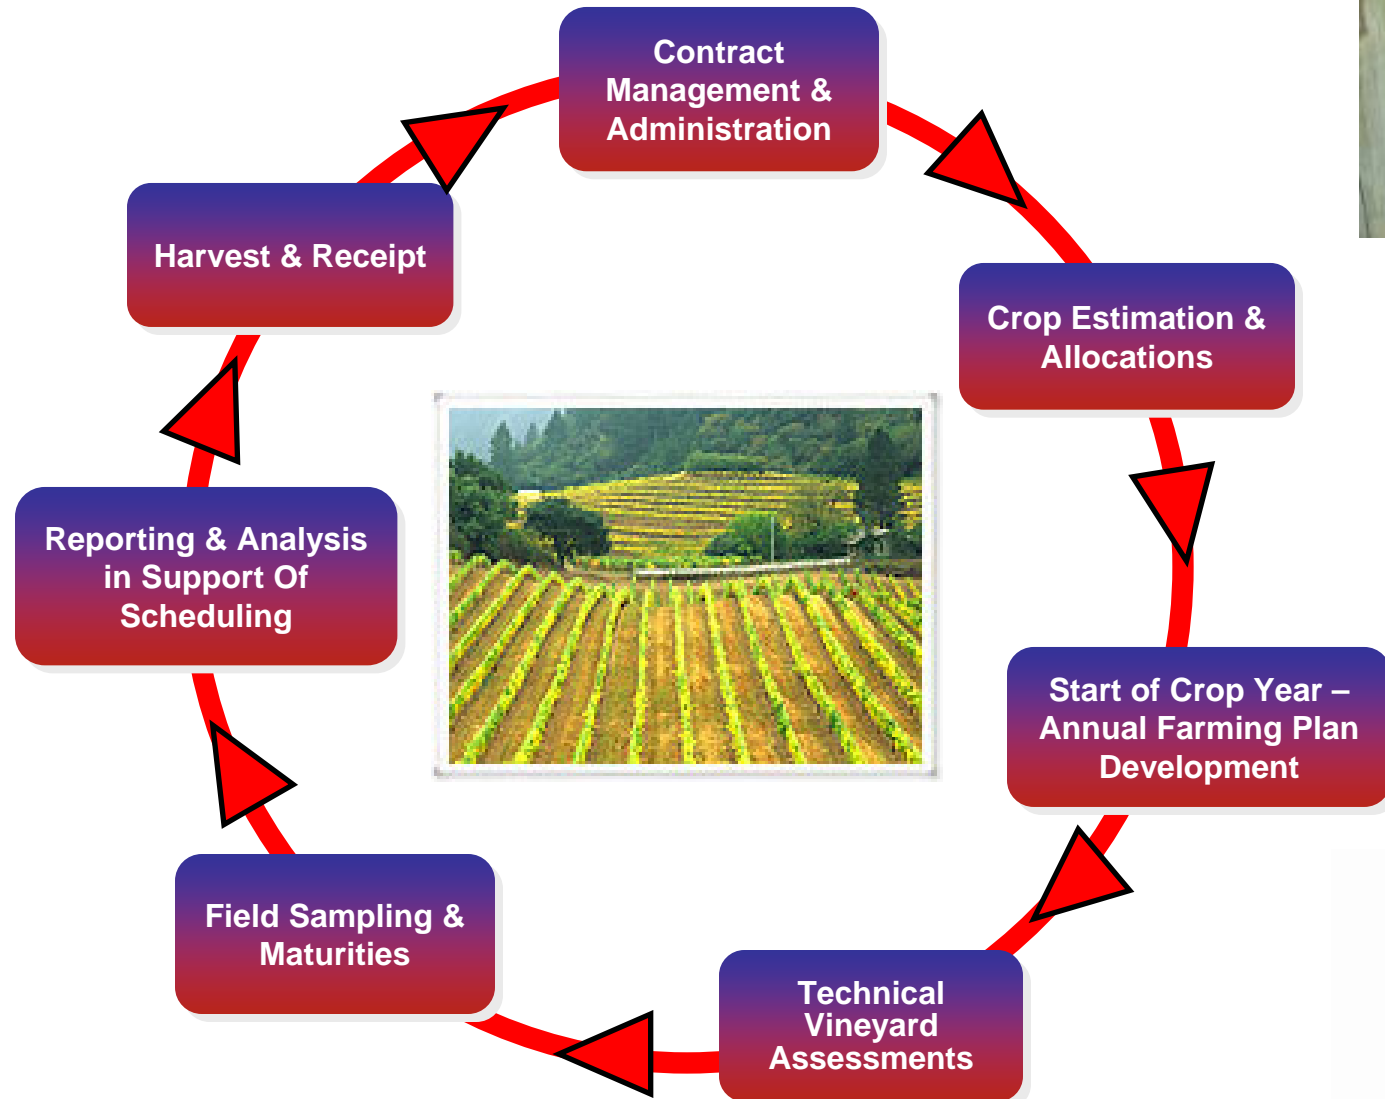 Contract
Management &
Administration
Crop Estimation &
Allocations
Start of Crop Year –
Annual Farming Plan
Development
Technical
Vineyard
Assessments
Field Sampling &
Maturities
Reporting & Analysis
in Support Of
Scheduling
Harvest & Receipt